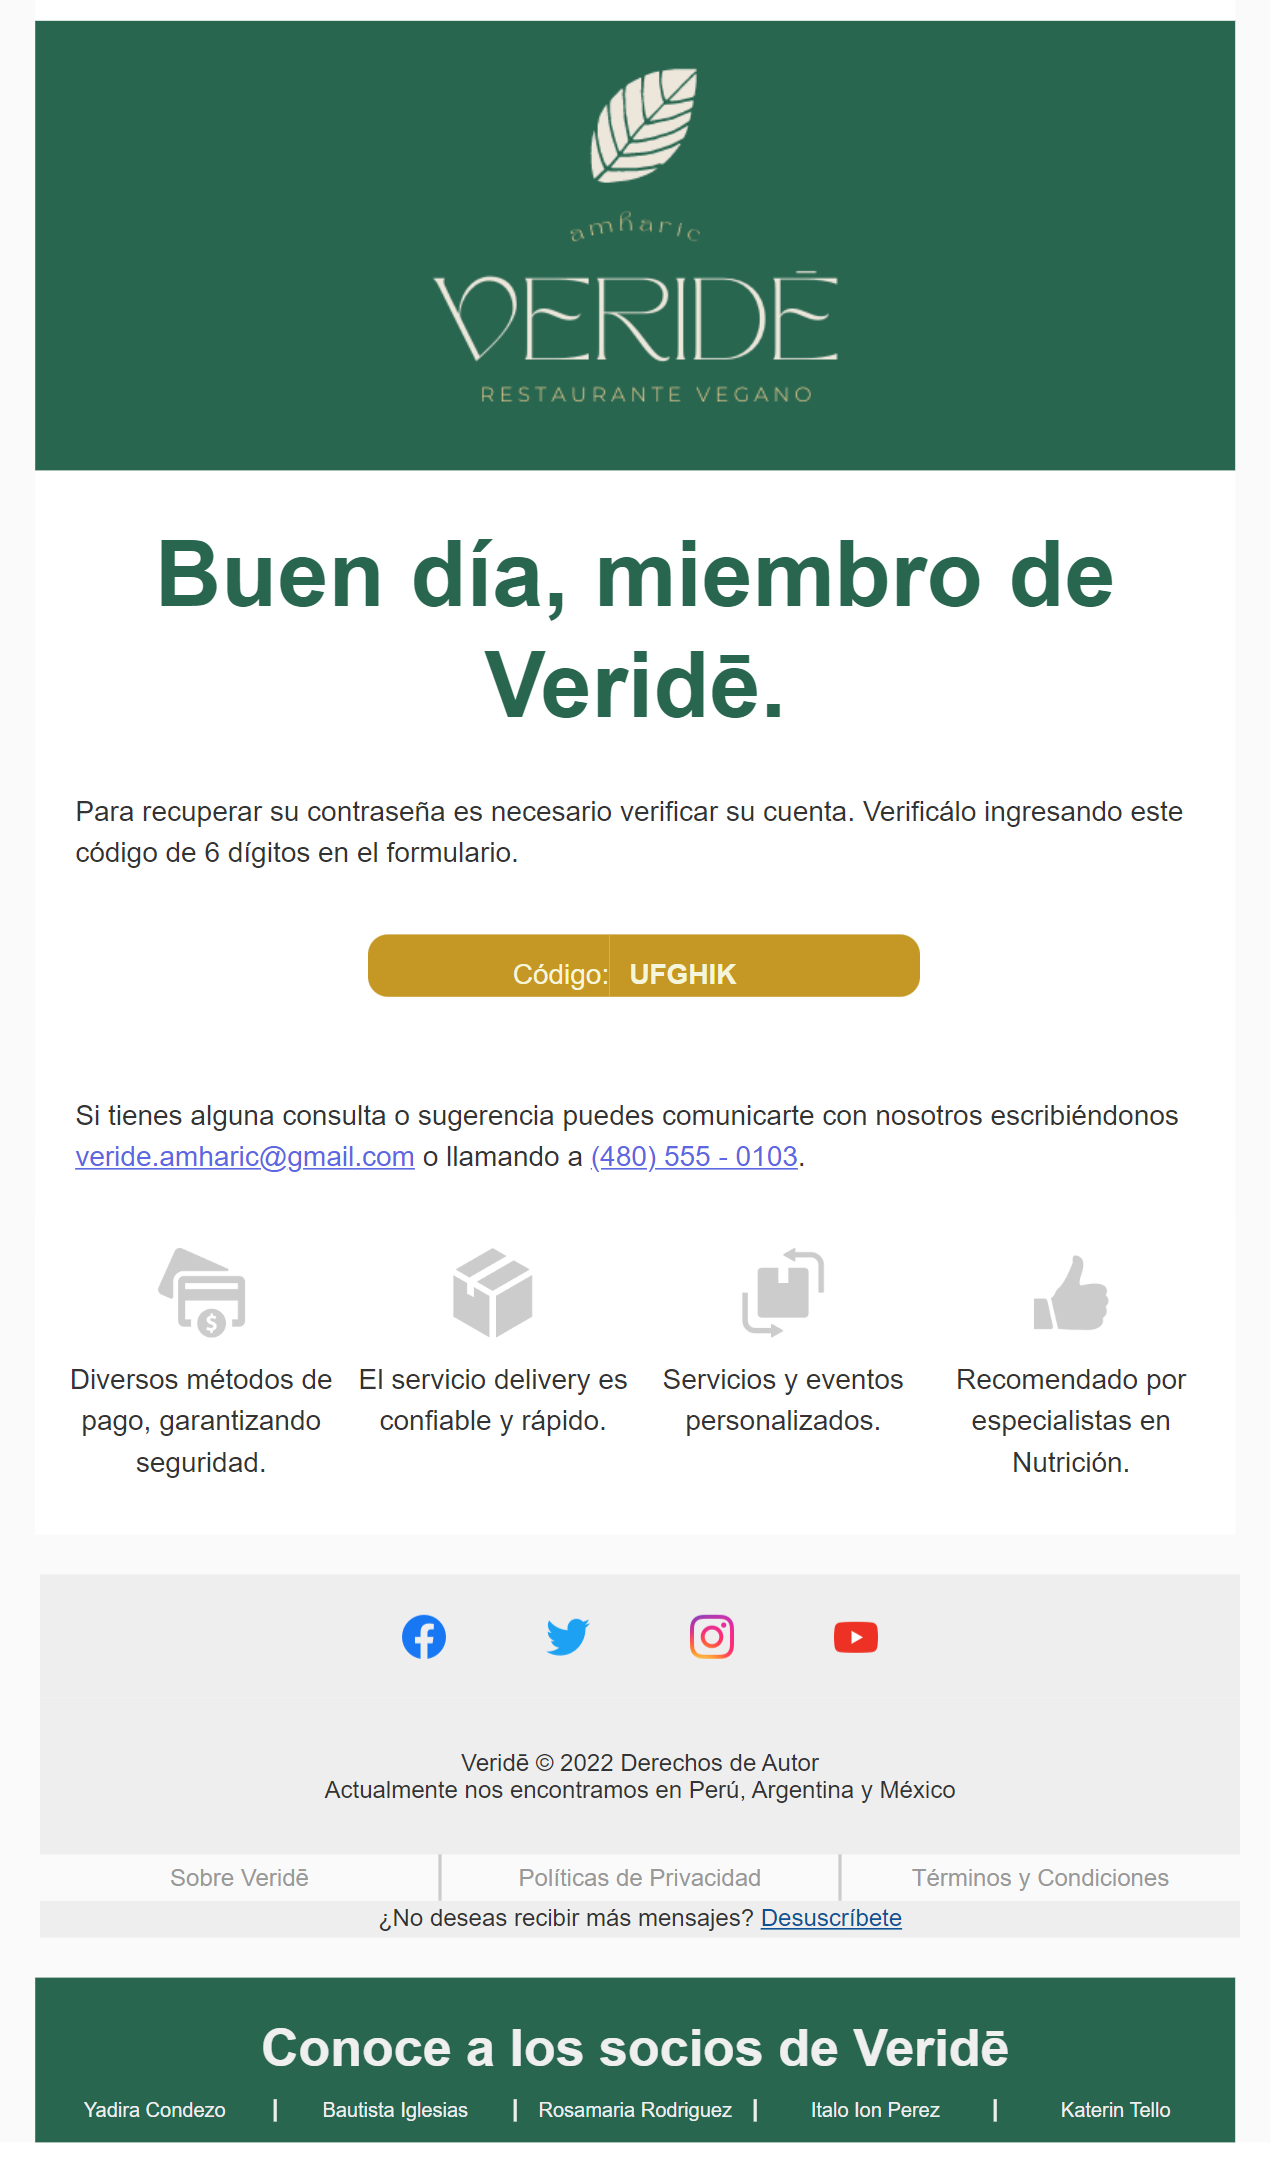 amharic
VERIDĒ
RESTAURANTE VEGANO
Buen día, miembro de
Veridē.
Para recuperar su contraseña es necesario verificar su cuenta. Verificálo ingresando este
código de 6 dígitos en el formulario.
Código: UFGHIK
Si tienes alguna consulta o sugerencia puedes comunicarte con nosotros escribiéndonos
veride.amharic@gmail.com o llamando a (480) 555 - 0103.
Diversos métodos de
pago, garantizando
seguridad.
El servicio delivery es
confiable y rápido.
Servicios y eventos
personalizados.
Recomendado por
especialistas en
Nutrición.
Veridē © 2022 Derechos de Autor
Actualmente nos encontramos en Perú, Argentina y México
Sobre Veridē
Políticas de Privacidad
Términos y Condiciones
¿No deseas recibir más mensajes? Desuscríbete
Conoce a los socios de Veridē
Yadira Condezo | Bautista Iglesias | Rosamaria Rodriguez | Italo Ion Perez | Katerin Tello